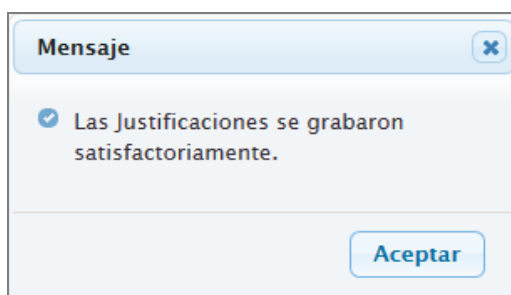 Mensaje
Las Justificaciones se grabaron
satisfactoriamente.
Aceptar